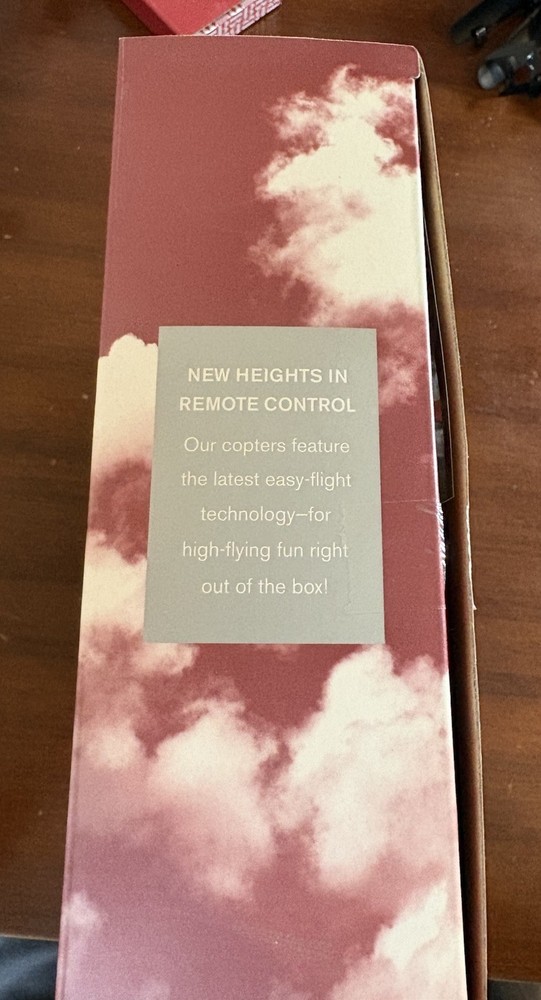 NEW HEIGHTS IN
REMOTE CONTROL
Our copters feature
the latest easy-flight
technology—for
high-flying fun right
out of the box!